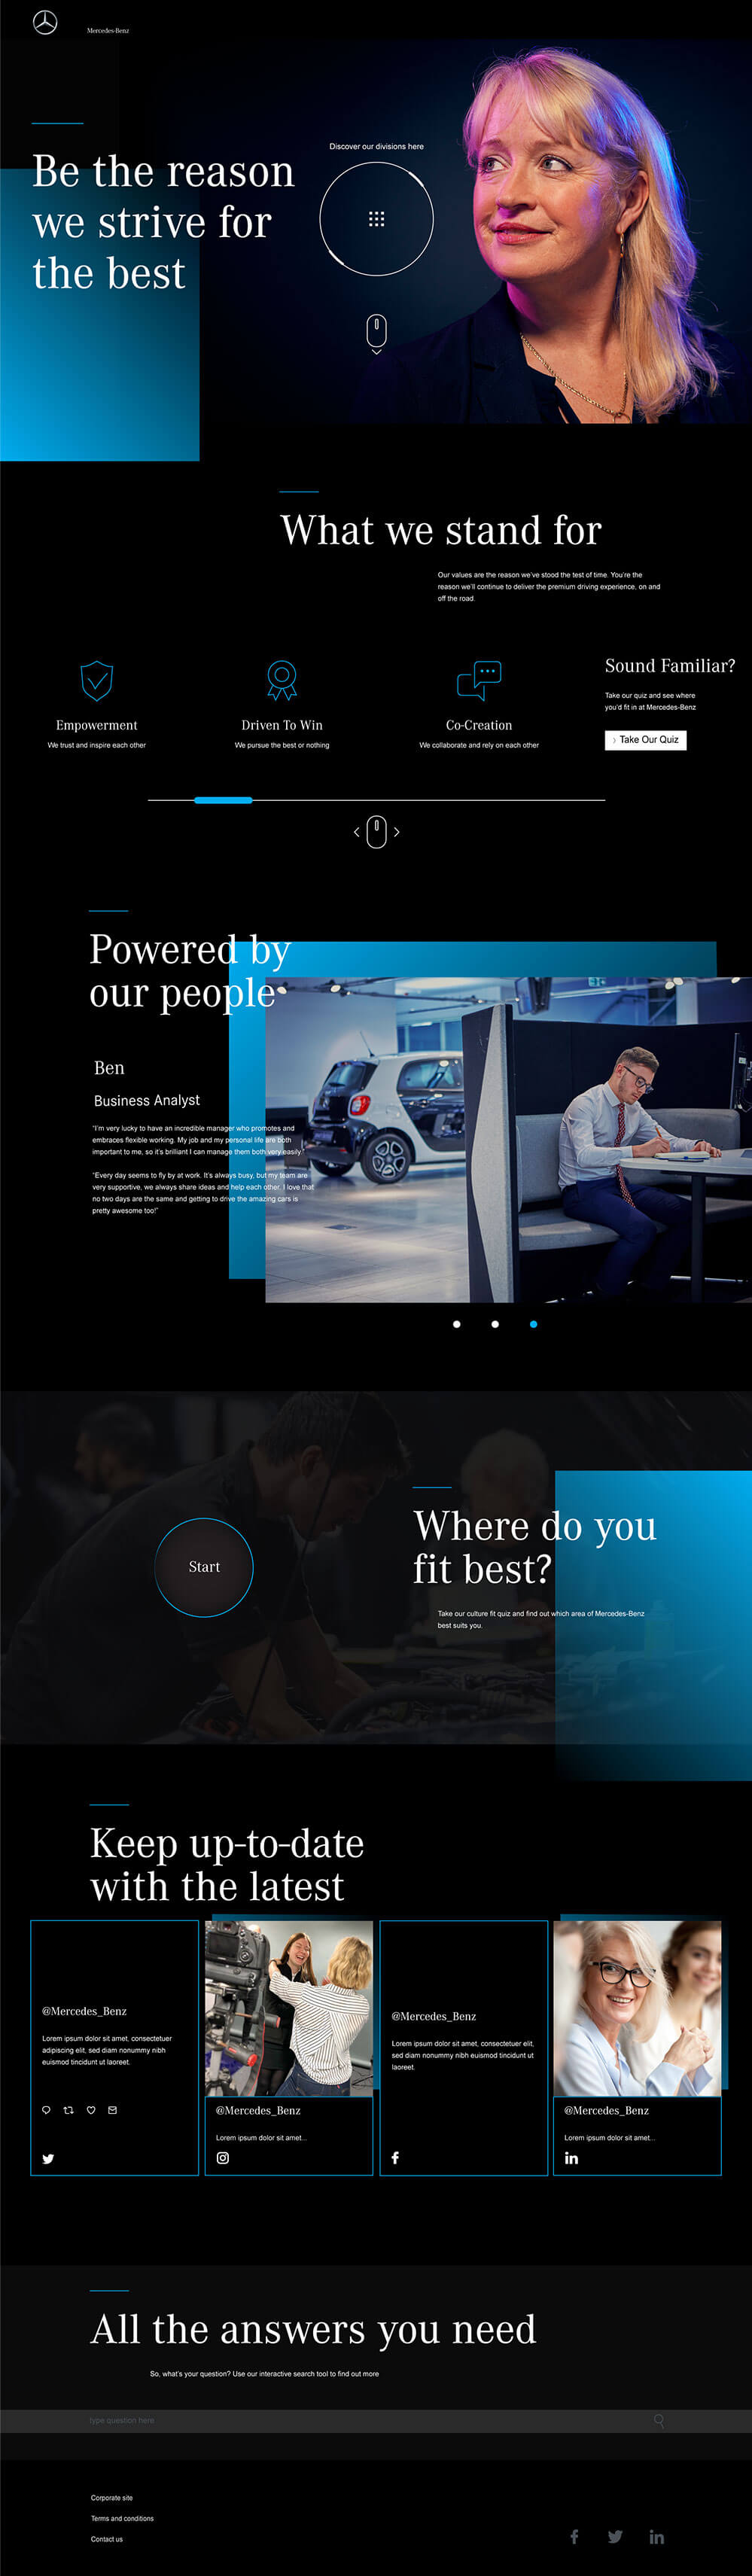 Mercedes-Benz
Be the reason
we strive for
the best
Discover our divisions here
What we stand for
Our values are the reason we've stood the test of time. You're the
reason we'll continue to deliver the premium driving experience, on and
off the road.
Empowerment
We trust and inspire each other
Driven To Win
We pursue the best or nothing
Co-Creation
We collaborate and rely on each other
Sound Familiar?
Take our quiz and see where
you'd fit in at Mercedes-Benz
Take Our Quiz
Powered by
our people
Ben
Business Analyst
"I'm very lucky to have an incredible manager who promotes and
embraces flexible working. My job and my personal life are both
important to me, so it's brilliant I can manage them both very easily."
"Every day seems to fly by at work. It's always busy, but my team are
very supportive, we always share ideas and help each other. I love that
no two days are the same and getting to drive the amazing cars is
pretty awesome too!"
Start
Where do you
fit best?
Take our culture fit quiz and find out which area of Mercedes-Benz
best suits you.
Keep up-to-date
with the latest
@Mercedes_Benz
Lorem ipsum dolor sit amet, consectetuer
adipiscing elit, sed diam nonummy nibh
euismod tincidunt ut laoreet.
@Mercedes_Benz
Lorem ipsum dolor sit amet...
@Mercedes_Benz
Lorem ipsum dolor sit amet, consectetuer elit,
sed diam nonummy nibh euismod tincidunt ut
laoreet.
@Mercedes_Benz
Lorem ipsum dolor sit amet...
All the answers you need
So, what's your question? Use our interactive search tool to find out more
type question here
Corporate site
Terms and conditions
Contact us